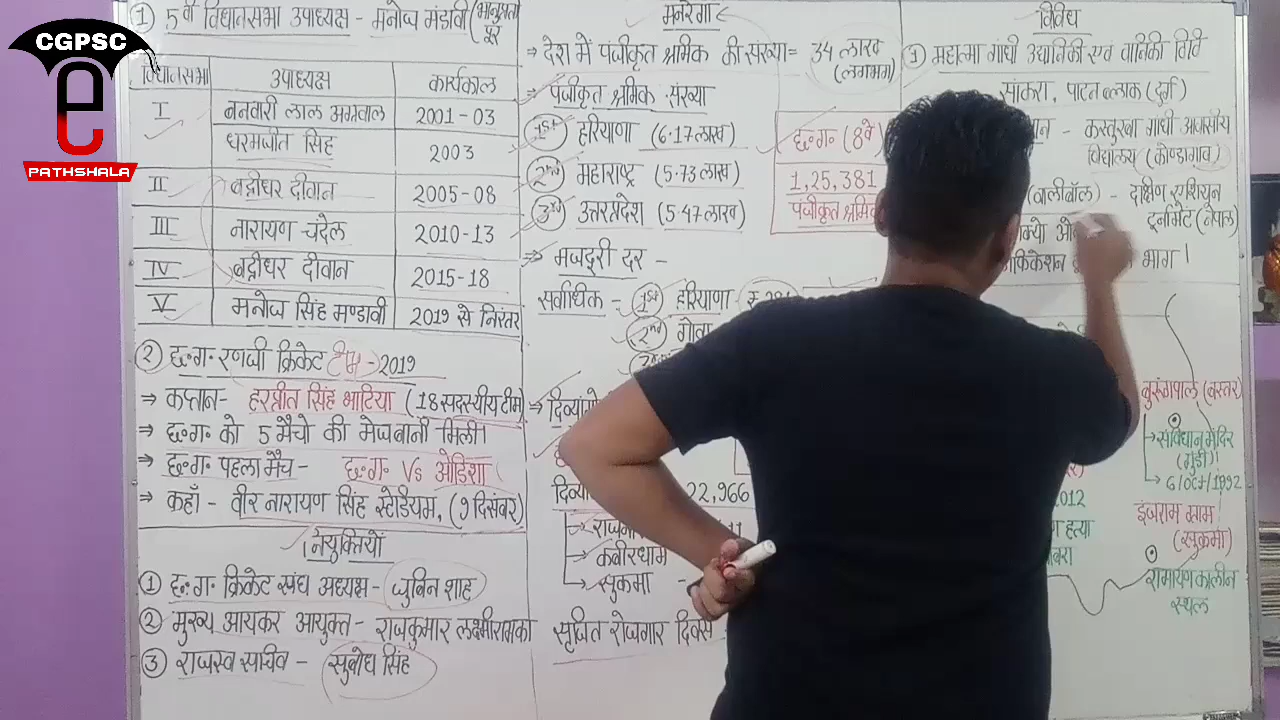 CGPSC
e
PATHSHALA
① 5वीं विधानसभा उपाध्यक्ष - मनोज मंडावी (भानुप्रतापपुर)
विधानसभा उपाध्यक्ष कार्यकाल
I बनवारी लाल अग्रवाल 2001-03
धरमजीत सिंह 2003
II बद्रीधर दीवान 2005-08
III नारायण चंदेल 2010-13
IV बद्रीधर दीवान 2015-18
V मनोज सिंह मण्डावी 2019 से निरंतर
② छ॰ग॰ रणजी क्रिकेट टीम - 2019
⇒ कप्तान- हरप्रीत सिंह भाटिया (18 सदस्यीय टीम)
⇒ छ॰ग॰ को 5 मैचो की मेजबानी मिली।
⇒ छ॰ग॰ पहला मैच - छ॰ग॰ Vs ओडिशा
⇒ कहाँ - वीर नारायण सिंह स्टेडियम, (9 दिसंबर)
नियुक्तियाँ
① छ॰ग॰ क्रिकेट संघ अध्यक्ष - जुबिन शाह
② मुख्य आयकर आयुक्त - राजकुमार लक्ष्मीरामका
③ राजस्व सचिव - सुबोध सिंह
मनरेगा
⇒ देश में पंजीकृत श्रमिक की संख्या = 34 लाख
(लगभग)
पंजीकृत श्रमिक संख्या
1st हरियाणा (6.17 लाख)
2nd महाराष्ट्र (5.73 लाख)
3rd उत्तरप्रदेश (5.47 लाख)
छ॰ग॰ (8वें
1,25,381
पंजीकृत श्रमिक
⇒ मजदूरी दर -
सर्वाधिक - 1st हरियाणा
2nd गोवा
22,966
कबीरधाम
सुकमा -
सृजित रोजगार दिवस
विविध
① महात्मा गांधी उद्यानिकी एवं वानिकी विवि
सांकरा, पाटन ब्लाक (दुर्ग)
- कस्तूरबा गांधी आवासीय
विद्यालय (कोण्डागांव)
(वालीबॉल) - दक्षिण एशियन
टूर्नामेंट (नेपाल)
भाग।
बुरुंगपाल (बस्तर)
संविधान मंदिर
(गुड़ी)
6/oct/1992
2012
हत्या
इंजराम ग्राम
(सुकमा)
रामायण कालीन
स्थल